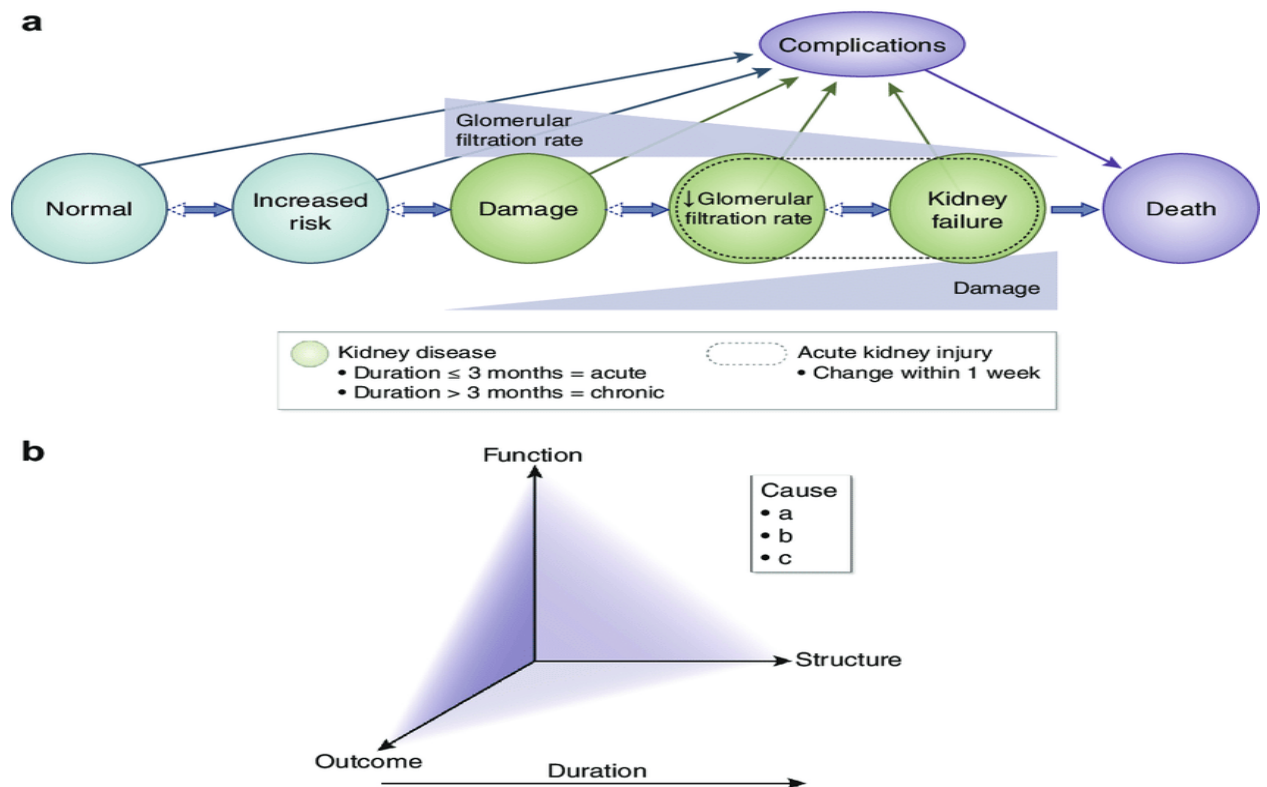 a
Complications
Glomerular
filtration rate
Normal
Increased
risk
Damage
↓Glomerular
filtration rate
Kidney
failure
Death
Damage
Kidney disease
• Duration ≤ 3 months = acute
• Duration > 3 months = chronic
Acute kidney injury
• Change within 1 week
b
Function
Cause
• a
• b
• c
Structure
Outcome
Duration